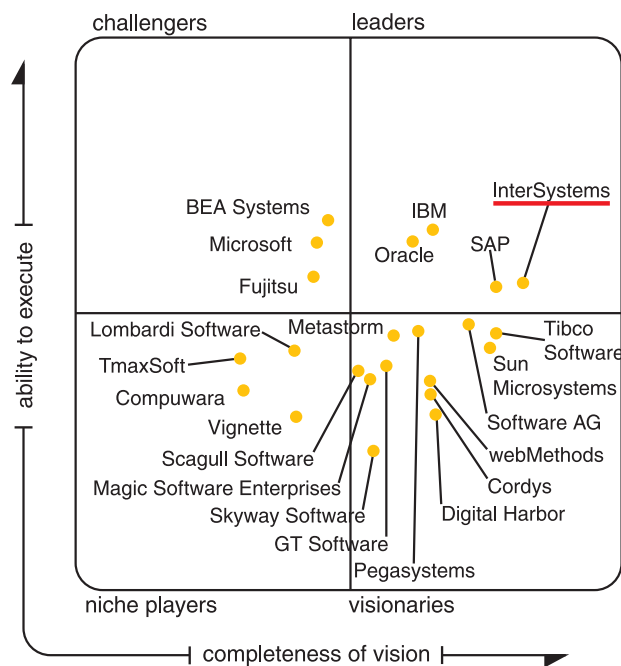 challengers
leaders
InterSystems
BEA Systems
IBM
Microsoft
Oracle
SAP
Fujitsu
ability to execute
Lombardi Software
Metastorm
Tibco
Software
TmaxSoft
Sun
Microsystems
Compuwara
Vignette
Software AG
Scagull Software
webMethods
Magic Software Enterprises
Cordys
Skyway Software
Digital Harbor
GT Software
Pegasystems
niche players
visionaries
completeness of vision